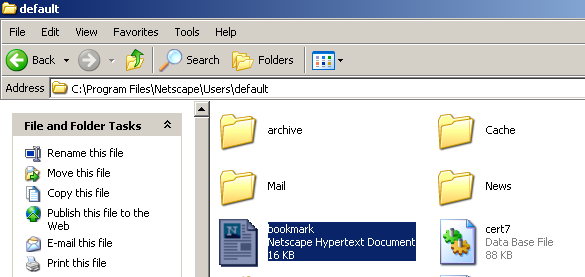 default
File Edit View Favorites Tools Help
Back Search Folders
Address C:\Program Files\Netscape\Users\default
File and Folder Tasks
Rename this file
Move this file
Copy this file
Publish this file to the
Web
E-mail this file
Print this file
archive Cache
Mail News
bookmark
Netscape Hypertext Document
16 KB
cert7
Data Base File
88 KB